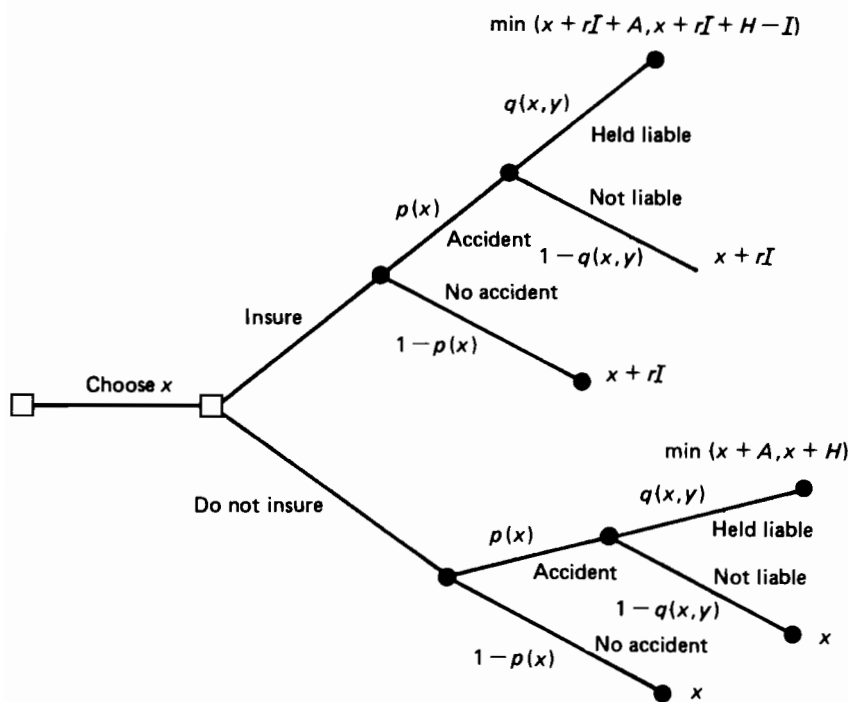 min (x + rI + A, x + rI + H − I)
q(x,y)
Held liable
Not liable
p(x)
Accident
1 − q(x,y)
x + rI
No accident
Insure
1 − p(x)
x + rI
Choose x
min (x + A, x + H)
q(x,y)
Do not insure
Held liable
p(x)
Accident
Not liable
1 − q(x,y)
x
No accident
1 − p(x)
x